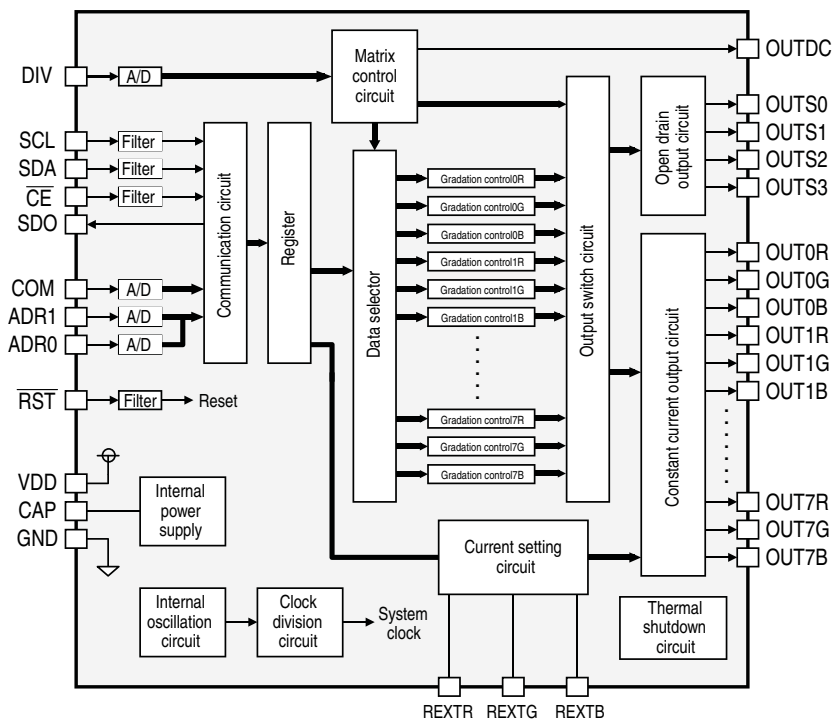 DIV
A/D
Matrix
control
circuit
OUTDC
SCL
Filter
SDA
Filter
CE
Filter
SDO
COM
A/D
ADR1
A/D
ADR0
A/D
RST
Filter
Reset
Communication circuit
Register
Data selector
Gradation control0R
Gradation control0G
Gradation control0B
Gradation control1R
Gradation control1G
Gradation control1B
Gradation control7R
Gradation control7G
Gradation control7B
Output switch circuit
Open drain
output circuit
OUTS0
OUTS1
OUTS2
OUTS3
Constant current output circuit
OUT0R
OUT0G
OUT0B
OUT1R
OUT1G
OUT1B
OUT7R
OUT7G
OUT7B
VDD
CAP
GND
Internal
power
supply
Current setting
circuit
Internal
oscillation
circuit
Clock
division
circuit
System
clock
Thermal
shutdown
circuit
REXTR
REXTG
REXTB